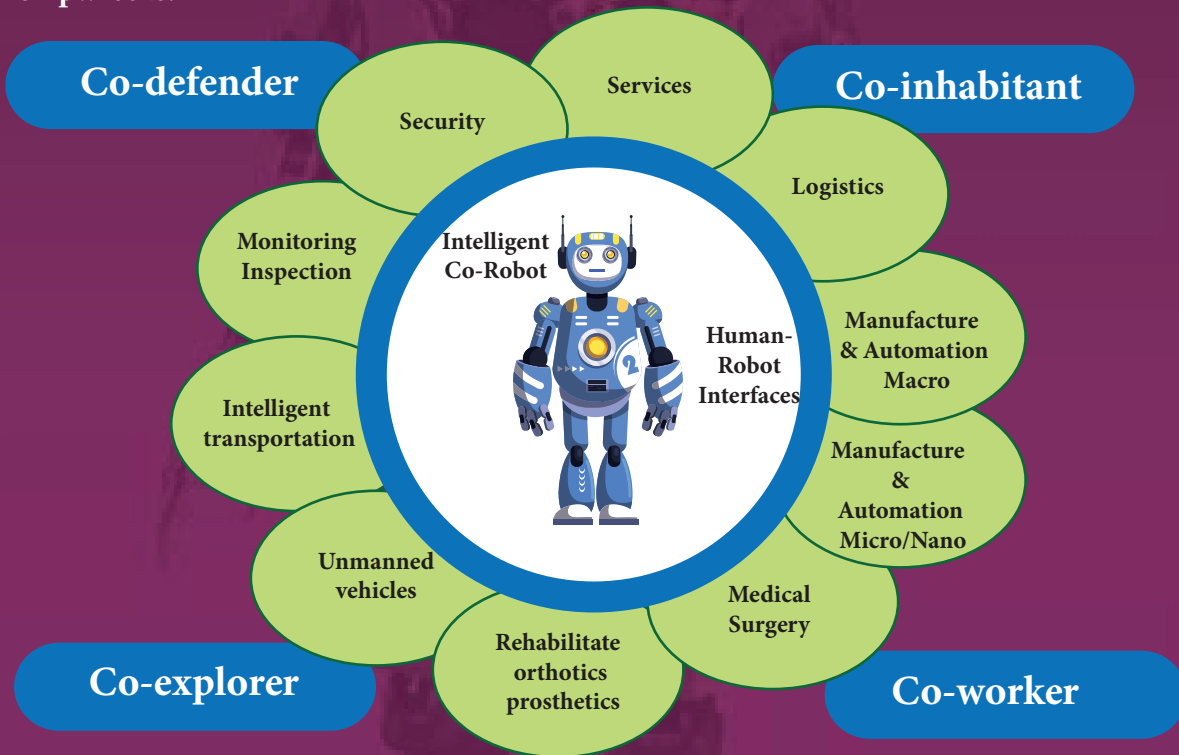 Co-defender
Services
Co-inhabitant
Security
Logistics
Monitoring
Inspection
Intelligent
Co-Robot
Manufacture
& Automation
Macro
Human-
Robot
Interfaces
Intelligent
transportation
Manufacture
&
Automation
Micro/Nano
Unmanned
vehicles
Medical
Surgery
Rehabilitate
orthotics
prosthetics
Co-explorer
Co-worker
2